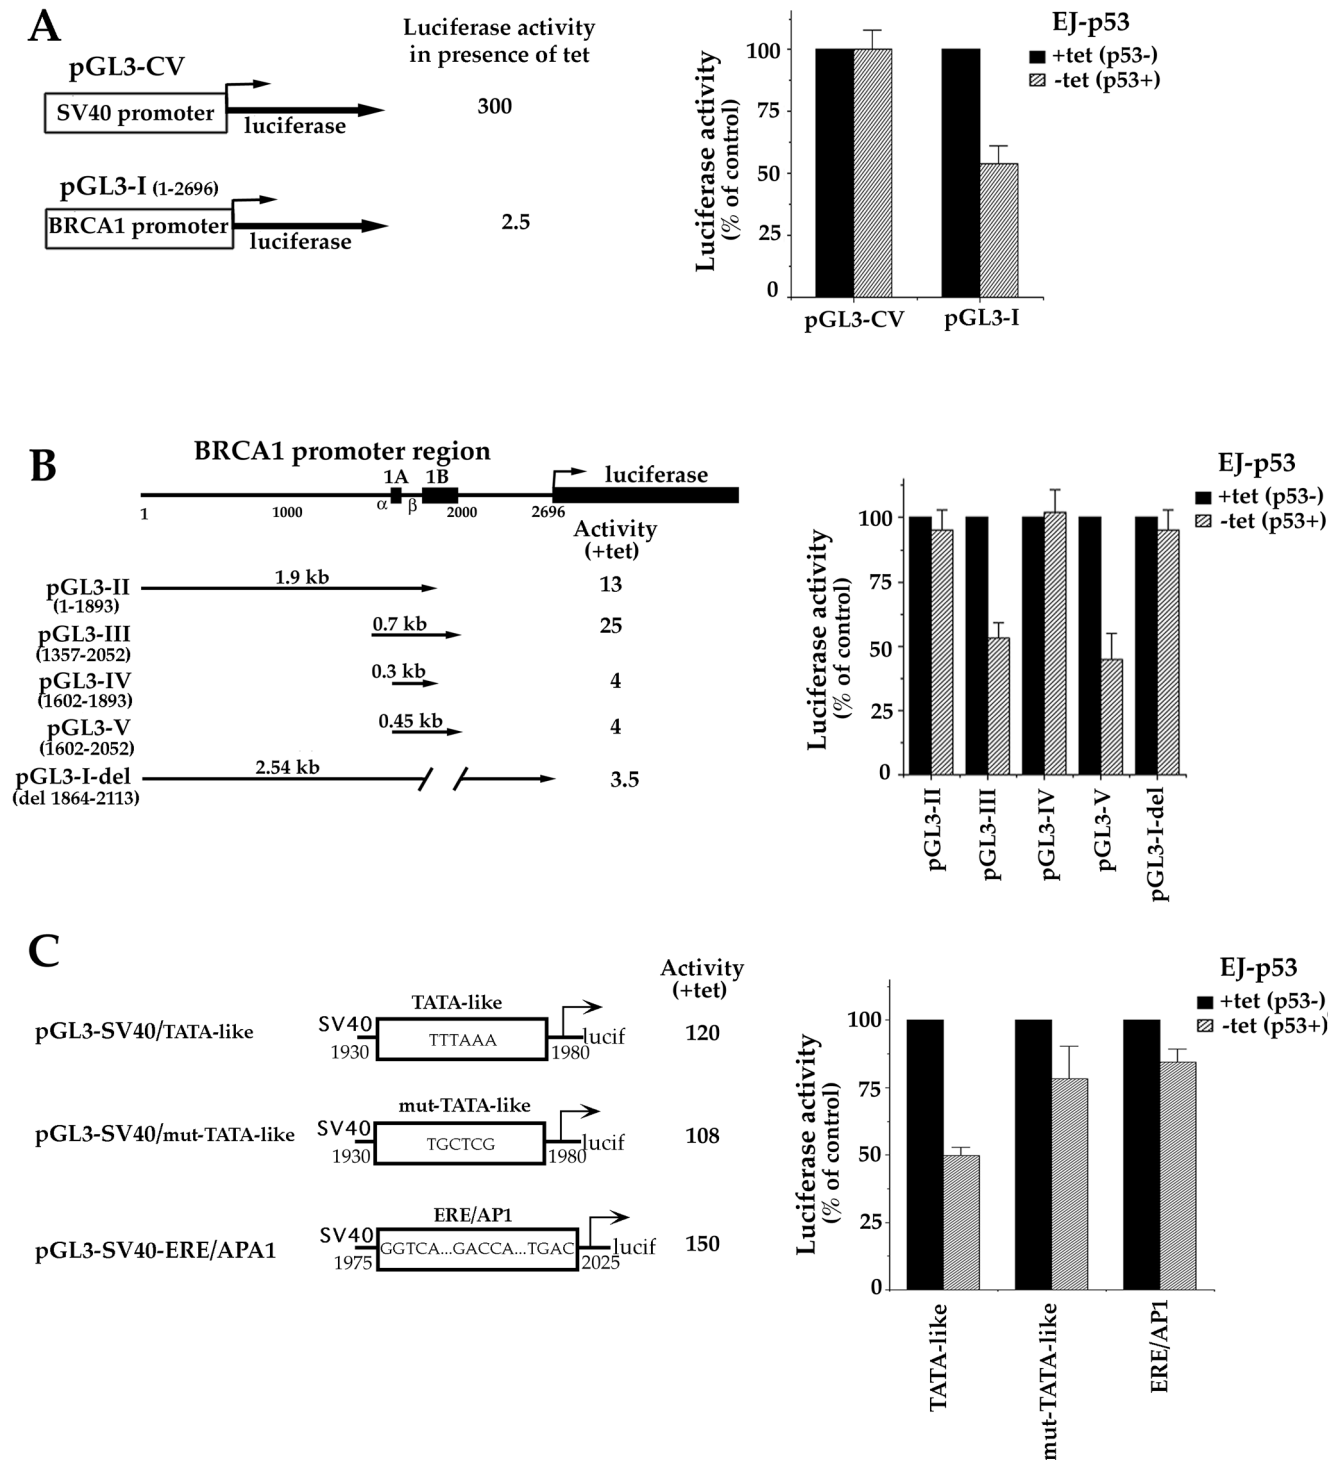 A
Luciferase activity
in presence of tet
pGL3-CV
SV40 promoter
luciferase
300
pGL3-I (1-2696)
BRCA1 promoter
luciferase
2.5
Luciferase activity
(% of control)
100
75
50
25
0
pGL3-CV
pGL3-I
EJ-p53
+tet (p53-)
-tet (p53+)
B
BRCA1 promoter region
1A
1B
luciferase
α
β
1
1000
2000
2696
Activity
(+tet)
pGL3-II
(1-1893)
1.9 kb
13
pGL3-III
(1357-2052)
0.7 kb
25
pGL3-IV
(1602-1893)
0.3 kb
4
pGL3-V
(1602-2052)
0.45 kb
4
pGL3-I-del
(del 1864-2113)
2.54 kb
3.5
Luciferase activity
(% of control)
100
75
50
25
0
pGL3-II
pGL3-III
pGL3-IV
pGL3-V
pGL3-I-del
EJ-p53
+tet (p53-)
-tet (p53+)
C
Activity
(+tet)
pGL3-SV40/TATA-like
SV40
TATA-like
TTTAAA
1930
1980
lucif
120
pGL3-SV40/mut-TATA-like
SV40
mut-TATA-like
TGCTCG
1930
1980
lucif
108
pGL3-SV40-ERE/APA1
SV40
ERE/AP1
GGTCA...GACCA...TGAC
1975
2025
lucif
150
Luciferase activity
(% of control)
100
75
50
25
0
TATA-like
mut-TATA-like
ERE/AP1
EJ-p53
+tet (p53-)
-tet (p53+)